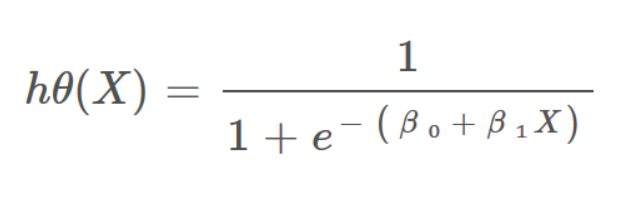 hθ(X) = 1 / 1 + e^−(β₀ + β₁X)